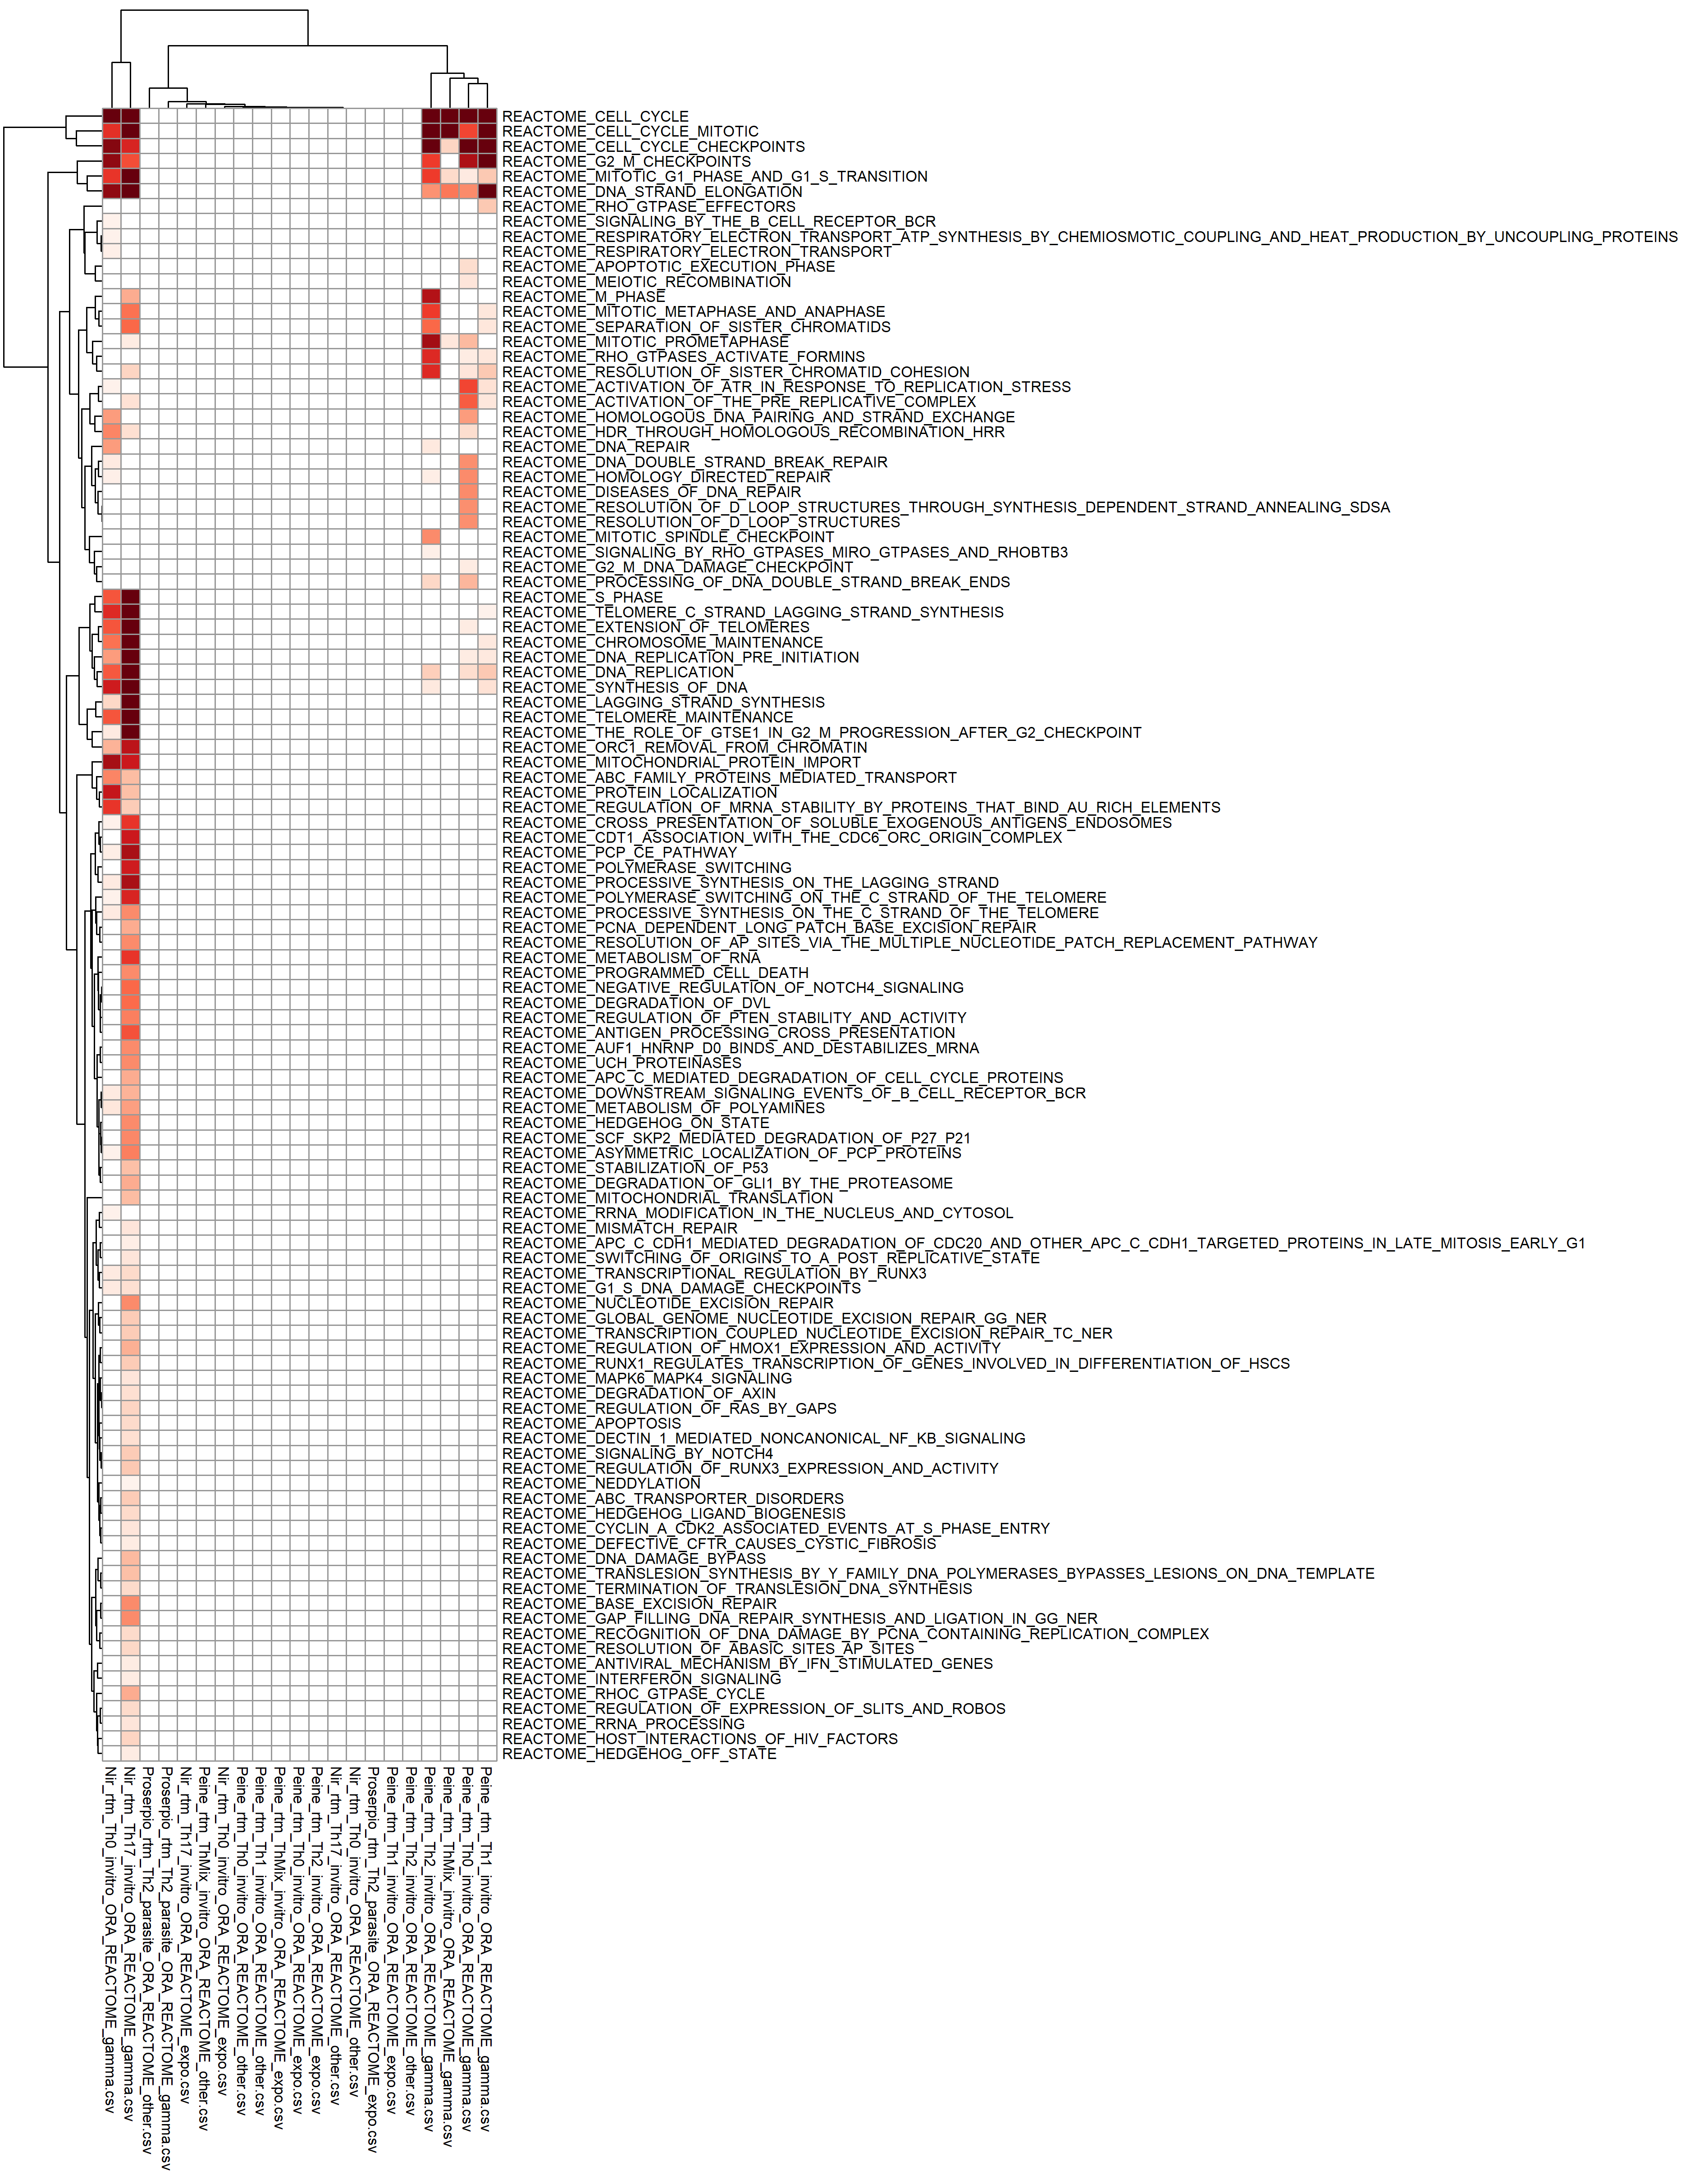 REACTOME_CELL_CYCLE
REACTOME_CELL_CYCLE_MITOTIC
REACTOME_CELL_CYCLE_CHECKPOINTS
REACTOME_G2_M_CHECKPOINTS
REACTOME_MITOTIC_G1_PHASE_AND_G1_S_TRANSITION
REACTOME_DNA_STRAND_ELONGATION
REACTOME_RHO_GTPASE_EFFECTORS
REACTOME_SIGNALING_BY_THE_B_CELL_RECEPTOR_BCR
REACTOME_RESPIRATORY_ELECTRON_TRANSPORT_ATP_SYNTHESIS_BY_CHEMIOSMOTIC_COUPLING_AND_HEAT_PRODUCTION_BY_UNCOUPLING_PROTEINS
REACTOME_RESPIRATORY_ELECTRON_TRANSPORT
REACTOME_APOPTOTIC_EXECUTION_PHASE
REACTOME_MEIOTIC_RECOMBINATION
REACTOME_M_PHASE
REACTOME_MITOTIC_METAPHASE_AND_ANAPHASE
REACTOME_SEPARATION_OF_SISTER_CHROMATIDS
REACTOME_MITOTIC_PROMETAPHASE
REACTOME_RHO_GTPASES_ACTIVATE_FORMINS
REACTOME_RESOLUTION_OF_SISTER_CHROMATID_COHESION
REACTOME_ACTIVATION_OF_ATR_IN_RESPONSE_TO_REPLICATION_STRESS
REACTOME_ACTIVATION_OF_THE_PRE_REPLICATIVE_COMPLEX
REACTOME_HOMOLOGOUS_DNA_PAIRING_AND_STRAND_EXCHANGE
REACTOME_HDR_THROUGH_HOMOLOGOUS_RECOMBINATION_HRR
REACTOME_DNA_REPAIR
REACTOME_DNA_DOUBLE_STRAND_BREAK_REPAIR
REACTOME_HOMOLOGY_DIRECTED_REPAIR
REACTOME_DISEASES_OF_DNA_REPAIR
REACTOME_RESOLUTION_OF_D_LOOP_STRUCTURES_THROUGH_SYNTHESIS_DEPENDENT_STRAND_ANNEALING_SDSA
REACTOME_RESOLUTION_OF_D_LOOP_STRUCTURES
REACTOME_MITOTIC_SPINDLE_CHECKPOINT
REACTOME_SIGNALING_BY_RHO_GTPASES_MIRO_GTPASES_AND_RHOBTB3
REACTOME_G2_M_DNA_DAMAGE_CHECKPOINT
REACTOME_PROCESSING_OF_DNA_DOUBLE_STRAND_BREAK_ENDS
REACTOME_S_PHASE
REACTOME_TELOMERE_C_STRAND_LAGGING_STRAND_SYNTHESIS
REACTOME_EXTENSION_OF_TELOMERES
REACTOME_CHROMOSOME_MAINTENANCE
REACTOME_DNA_REPLICATION_PRE_INITIATION
REACTOME_DNA_REPLICATION
REACTOME_SYNTHESIS_OF_DNA
REACTOME_LAGGING_STRAND_SYNTHESIS
REACTOME_TELOMERE_MAINTENANCE
REACTOME_THE_ROLE_OF_GTSE1_IN_G2_M_PROGRESSION_AFTER_G2_CHECKPOINT
REACTOME_ORC1_REMOVAL_FROM_CHROMATIN
REACTOME_MITOCHONDRIAL_PROTEIN_IMPORT
REACTOME_ABC_FAMILY_PROTEINS_MEDIATED_TRANSPORT
REACTOME_PROTEIN_LOCALIZATION
REACTOME_REGULATION_OF_MRNA_STABILITY_BY_PROTEINS_THAT_BIND_AU_RICH_ELEMENTS
REACTOME_CROSS_PRESENTATION_OF_SOLUBLE_EXOGENOUS_ANTIGENS_ENDOSOMES
REACTOME_CDT1_ASSOCIATION_WITH_THE_CDC6_ORC_ORIGIN_COMPLEX
REACTOME_PCP_CE_PATHWAY
REACTOME_POLYMERASE_SWITCHING
REACTOME_PROCESSIVE_SYNTHESIS_ON_THE_LAGGING_STRAND
REACTOME_POLYMERASE_SWITCHING_ON_THE_C_STRAND_OF_THE_TELOMERE
REACTOME_PROCESSIVE_SYNTHESIS_ON_THE_C_STRAND_OF_THE_TELOMERE
REACTOME_PCNA_DEPENDENT_LONG_PATCH_BASE_EXCISION_REPAIR
REACTOME_RESOLUTION_OF_AP_SITES_VIA_THE_MULTIPLE_NUCLEOTIDE_PATCH_REPLACEMENT_PATHWAY
REACTOME_METABOLISM_OF_RNA
REACTOME_PROGRAMMED_CELL_DEATH
REACTOME_NEGATIVE_REGULATION_OF_NOTCH4_SIGNALING
REACTOME_DEGRADATION_OF_DVL
REACTOME_REGULATION_OF_PTEN_STABILITY_AND_ACTIVITY
REACTOME_ANTIGEN_PROCESSING_CROSS_PRESENTATION
REACTOME_AUF1_HNRNP_D0_BINDS_AND_DESTABILIZES_MRNA
REACTOME_UCH_PROTEINASES
REACTOME_APC_C_MEDIATED_DEGRADATION_OF_CELL_CYCLE_PROTEINS
REACTOME_DOWNSTREAM_SIGNALING_EVENTS_OF_B_CELL_RECEPTOR_BCR
REACTOME_METABOLISM_OF_POLYAMINES
REACTOME_HEDGEHOG_ON_STATE
REACTOME_SCF_SKP2_MEDIATED_DEGRADATION_OF_P27_P21
REACTOME_ASYMMETRIC_LOCALIZATION_OF_PCP_PROTEINS
REACTOME_STABILIZATION_OF_P53
REACTOME_DEGRADATION_OF_GLI1_BY_THE_PROTEASOME
REACTOME_MITOCHONDRIAL_TRANSLATION
REACTOME_RRNA_MODIFICATION_IN_THE_NUCLEUS_AND_CYTOSOL
REACTOME_MISMATCH_REPAIR
REACTOME_APC_C_CDH1_MEDIATED_DEGRADATION_OF_CDC20_AND_OTHER_APC_C_CDH1_TARGETED_PROTEINS_IN_LATE_MITOSIS_EARLY_G1
REACTOME_SWITCHING_OF_ORIGINS_TO_A_POST_REPLICATIVE_STATE
REACTOME_TRANSCRIPTIONAL_REGULATION_BY_RUNX3
REACTOME_G1_S_DNA_DAMAGE_CHECKPOINTS
REACTOME_NUCLEOTIDE_EXCISION_REPAIR
REACTOME_GLOBAL_GENOME_NUCLEOTIDE_EXCISION_REPAIR_GG_NER
REACTOME_TRANSCRIPTION_COUPLED_NUCLEOTIDE_EXCISION_REPAIR_TC_NER
REACTOME_REGULATION_OF_HMOX1_EXPRESSION_AND_ACTIVITY
REACTOME_RUNX1_REGULATES_TRANSCRIPTION_OF_GENES_INVOLVED_IN_DIFFERENTIATION_OF_HSCS
REACTOME_MAPK6_MAPK4_SIGNALING
REACTOME_DEGRADATION_OF_AXIN
REACTOME_REGULATION_OF_RAS_BY_GAPS
REACTOME_APOPTOSIS
REACTOME_DECTIN_1_MEDIATED_NONCANONICAL_NF_KB_SIGNALING
REACTOME_SIGNALING_BY_NOTCH4
REACTOME_REGULATION_OF_RUNX3_EXPRESSION_AND_ACTIVITY
REACTOME_NEDDYLATION
REACTOME_ABC_TRANSPORTER_DISORDERS
REACTOME_HEDGEHOG_LIGAND_BIOGENESIS
REACTOME_CYCLIN_A_CDK2_ASSOCIATED_EVENTS_AT_S_PHASE_ENTRY
REACTOME_DEFECTIVE_CFTR_CAUSES_CYSTIC_FIBROSIS
REACTOME_DNA_DAMAGE_BYPASS
REACTOME_TRANSLESION_SYNTHESIS_BY_Y_FAMILY_DNA_POLYMERASES_BYPASSES_LESIONS_ON_DNA_TEMPLATE
REACTOME_TERMINATION_OF_TRANSLESION_DNA_SYNTHESIS
REACTOME_BASE_EXCISION_REPAIR
REACTOME_GAP_FILLING_DNA_REPAIR_SYNTHESIS_AND_LIGATION_IN_GG_NER
REACTOME_RECOGNITION_OF_DNA_DAMAGE_BY_PCNA_CONTAINING_REPLICATION_COMPLEX
REACTOME_RESOLUTION_OF_ABASIC_SITES_AP_SITES
REACTOME_ANTIVIRAL_MECHANISM_BY_IFN_STIMULATED_GENES
REACTOME_INTERFERON_SIGNALING
REACTOME_RHOC_GTPASE_CYCLE
REACTOME_REGULATION_OF_EXPRESSION_OF_SLITS_AND_ROBOS
REACTOME_RRNA_PROCESSING
REACTOME_HOST_INTERACTIONS_OF_HIV_FACTORS
REACTOME_HEDGEHOG_OFF_STATE
Nir_rtm_Th0_invitro_ORA_REACTOME_gamma.csv
Nir_rtm_Th17_invitro_ORA_REACTOME_gamma.csv
Proserpio_rtm_Th2_parasite_ORA_REACTOME_other.csv
Proserpio_rtm_Th2_parasite_ORA_REACTOME_gamma.csv
Nir_rtm_Th17_invitro_ORA_REACTOME_expo.csv
Peine_rtm_ThMix_invitro_ORA_REACTOME_other.csv
Nir_rtm_Th0_invitro_ORA_REACTOME_expo.csv
Peine_rtm_Th0_invitro_ORA_REACTOME_other.csv
Peine_rtm_Th1_invitro_ORA_REACTOME_other.csv
Peine_rtm_ThMix_invitro_ORA_REACTOME_expo.csv
Peine_rtm_Th0_invitro_ORA_REACTOME_expo.csv
Peine_rtm_Th2_invitro_ORA_REACTOME_expo.csv
Nir_rtm_Th17_invitro_ORA_REACTOME_other.csv
Nir_rtm_Th0_invitro_ORA_REACTOME_other.csv
Proserpio_rtm_Th2_parasite_ORA_REACTOME_expo.csv
Peine_rtm_Th1_invitro_ORA_REACTOME_expo.csv
Peine_rtm_Th2_invitro_ORA_REACTOME_other.csv
Peine_rtm_Th2_invitro_ORA_REACTOME_gamma.csv
Peine_rtm_ThMix_invitro_ORA_REACTOME_gamma.csv
Peine_rtm_Th0_invitro_ORA_REACTOME_gamma.csv
Peine_rtm_Th1_invitro_ORA_REACTOME_gamma.csv